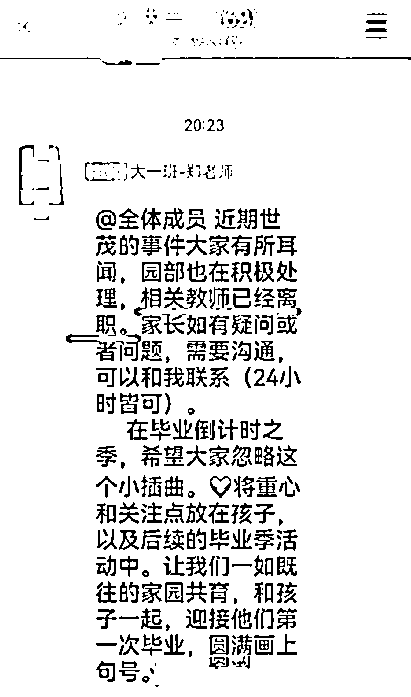 20:23
大一班-郑老师
@全体成员 近期世
茂的事件大家有所耳
闻，园部也在积极处
理，相关教师已经离
职。家长如有疑问或
者问题，需要沟通，
可以和我联系（24小
时皆可）。
在毕业倒计时之
季，希望大家忽略这
个小插曲。♡将重心
和关注点放在孩子，
以及后续的毕业季活
动中。让我们一如既
往的家园共育，和孩
子一起，迎接他们第
一次毕业，圆满画上
句号。